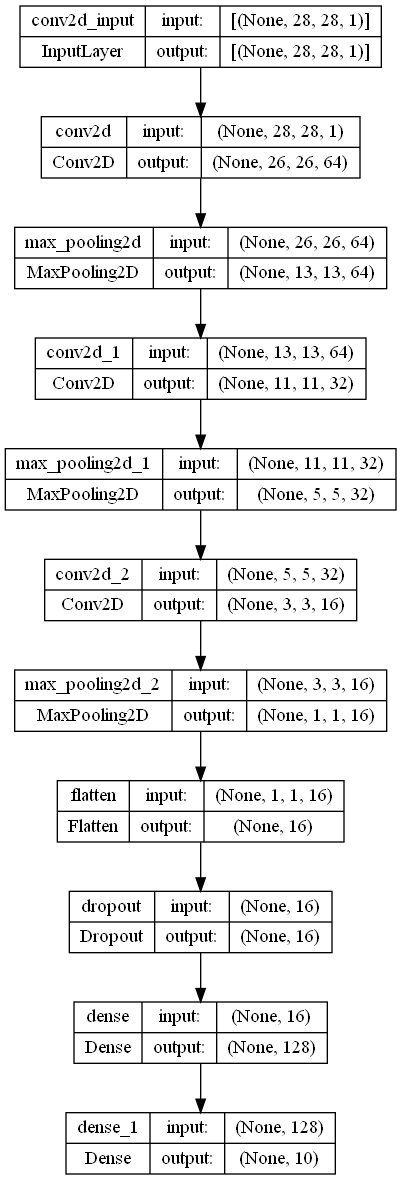 conv2d_input input: [(None, 28, 28, 1)]
InputLayer output: [(None, 28, 28, 1)]
conv2d input: (None, 28, 28, 1)
Conv2D output: (None, 26, 26, 64)
max_pooling2d input: (None, 26, 26, 64)
MaxPooling2D output: (None, 13, 13, 64)
conv2d_1 input: (None, 13, 13, 64)
Conv2D output: (None, 11, 11, 32)
max_pooling2d_1 input: (None, 11, 11, 32)
MaxPooling2D output: (None, 5, 5, 32)
conv2d_2 input: (None, 5, 5, 32)
Conv2D output: (None, 3, 3, 16)
max_pooling2d_2 input: (None, 3, 3, 16)
MaxPooling2D output: (None, 1, 1, 16)
flatten input: (None, 1, 1, 16)
Flatten output: (None, 16)
dropout input: (None, 16)
Dropout output: (None, 16)
dense input: (None, 16)
Dense output: (None, 128)
dense_1 input: (None, 128)
Dense output: (None, 10)